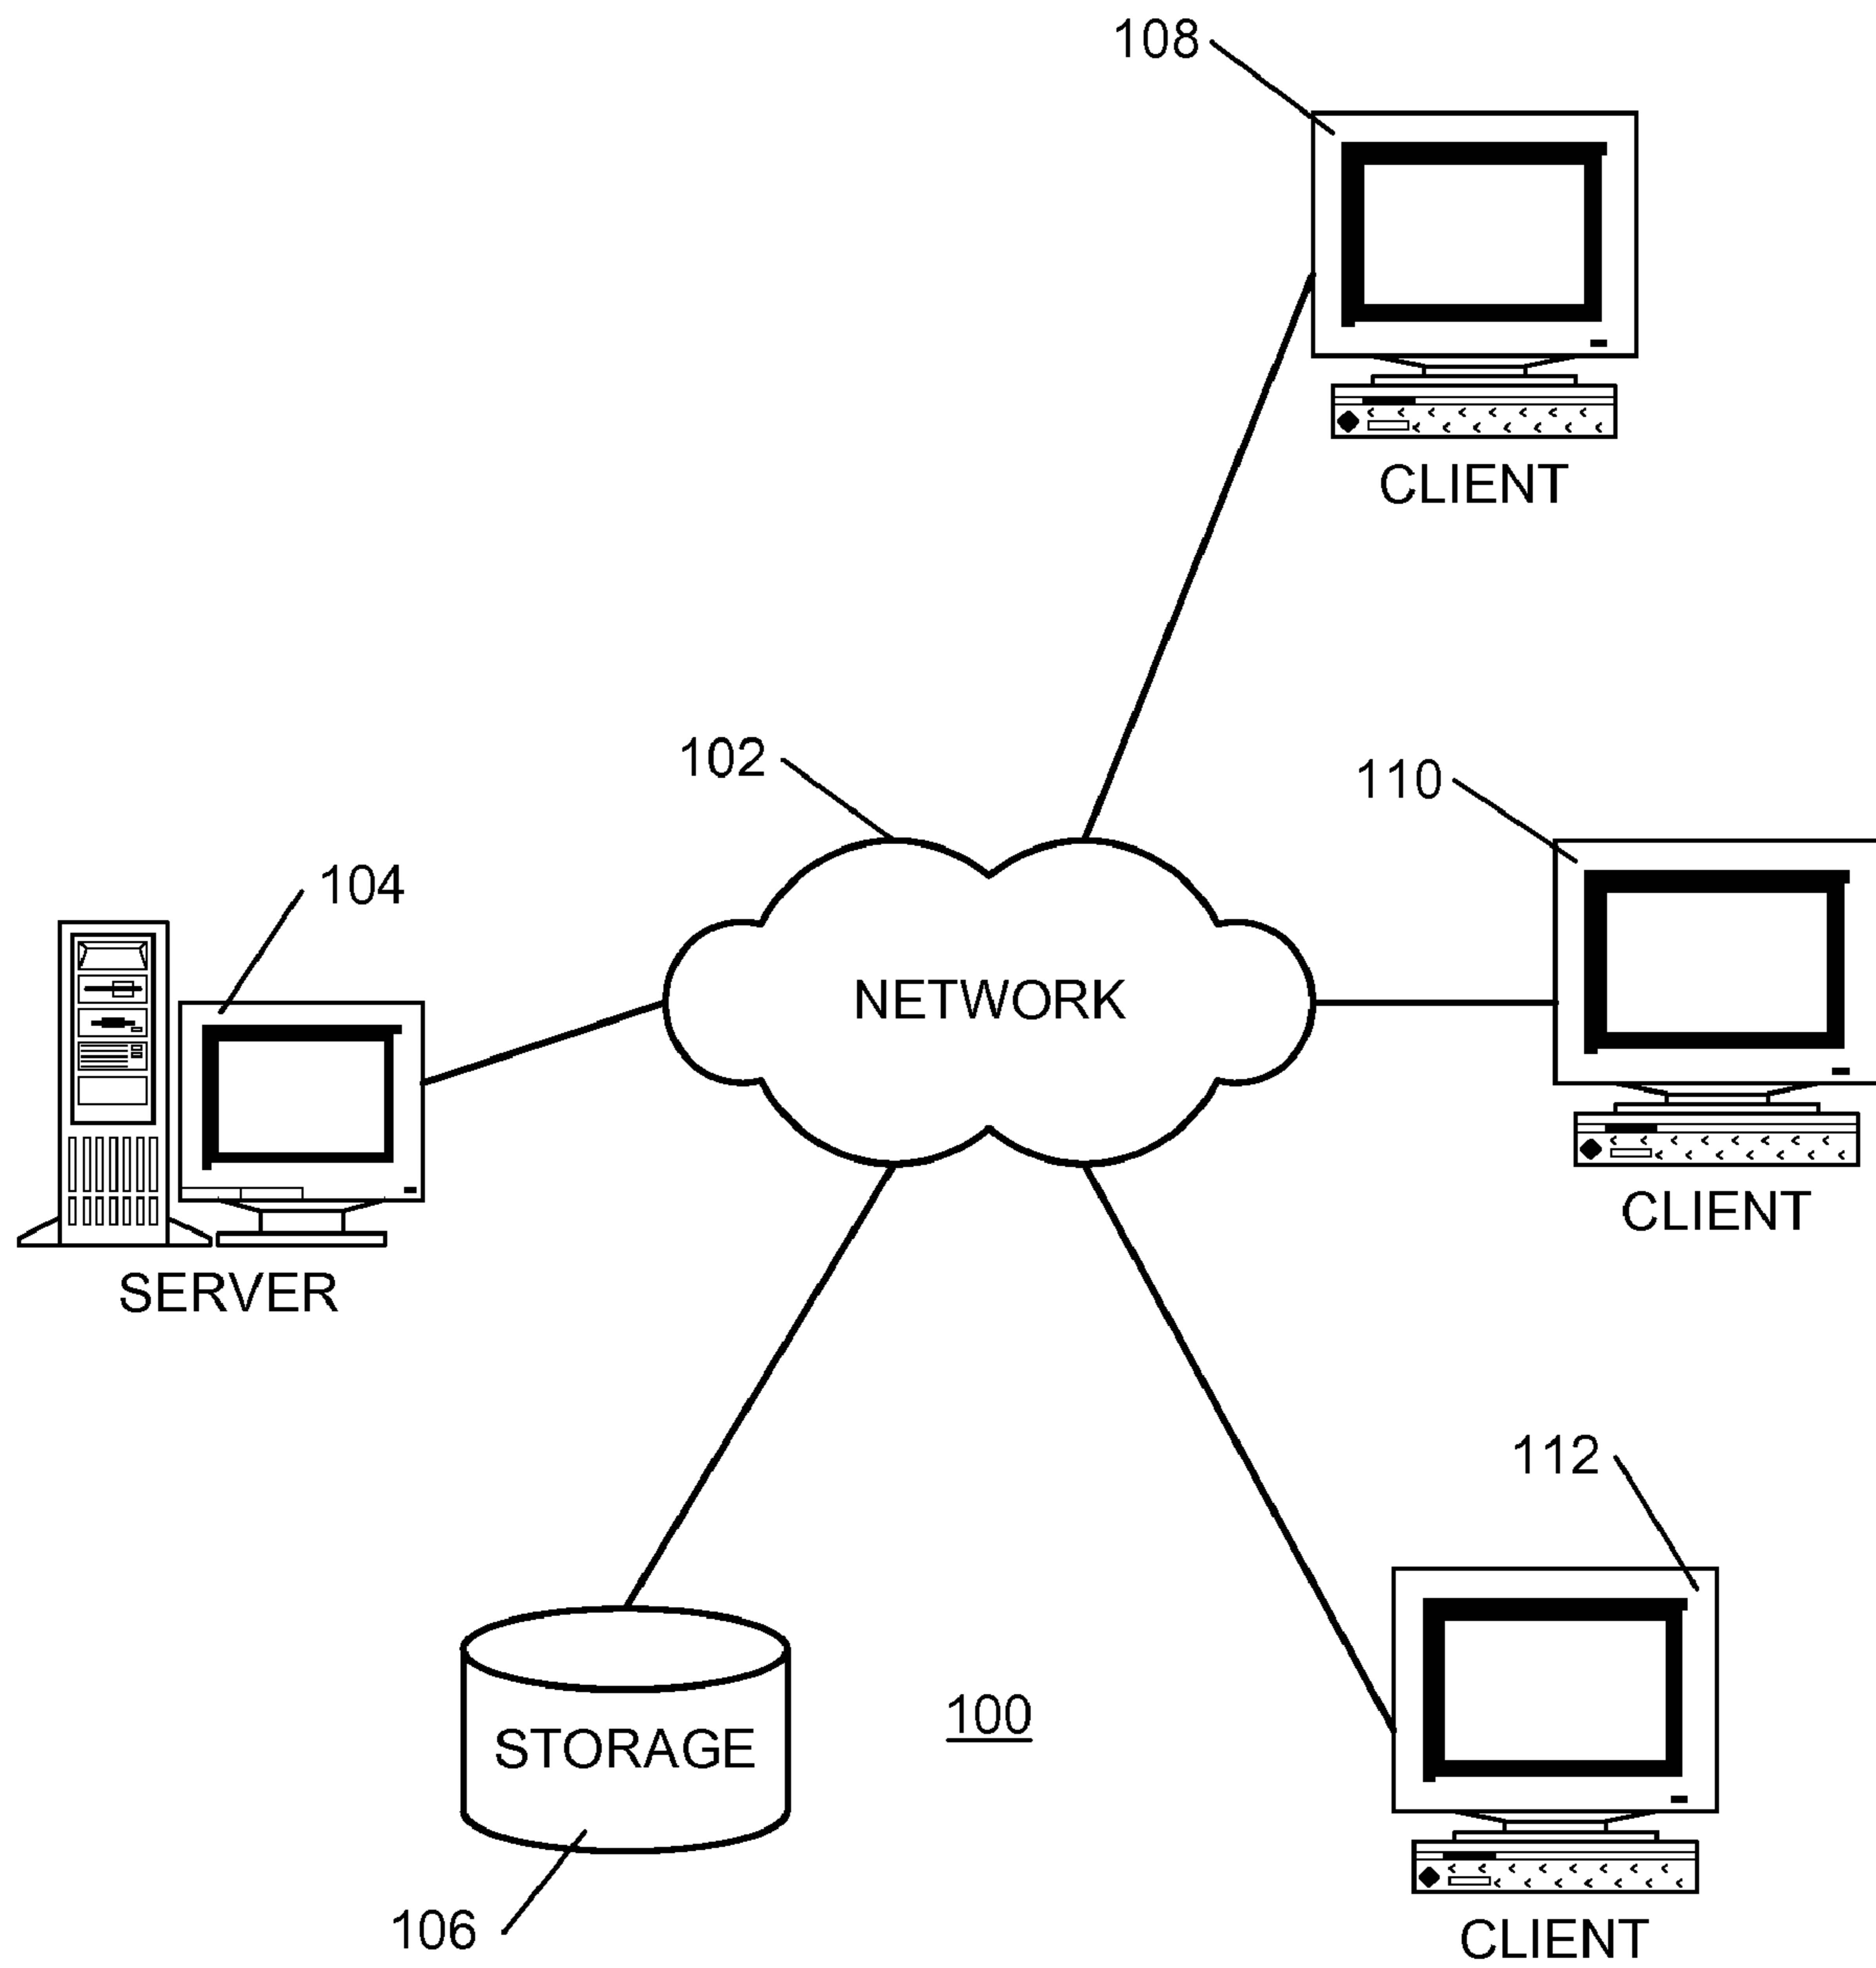 108
CLIENT
102
110
104
NETWORK
CLIENT
SERVER
112
100
STORAGE
106
CLIENT